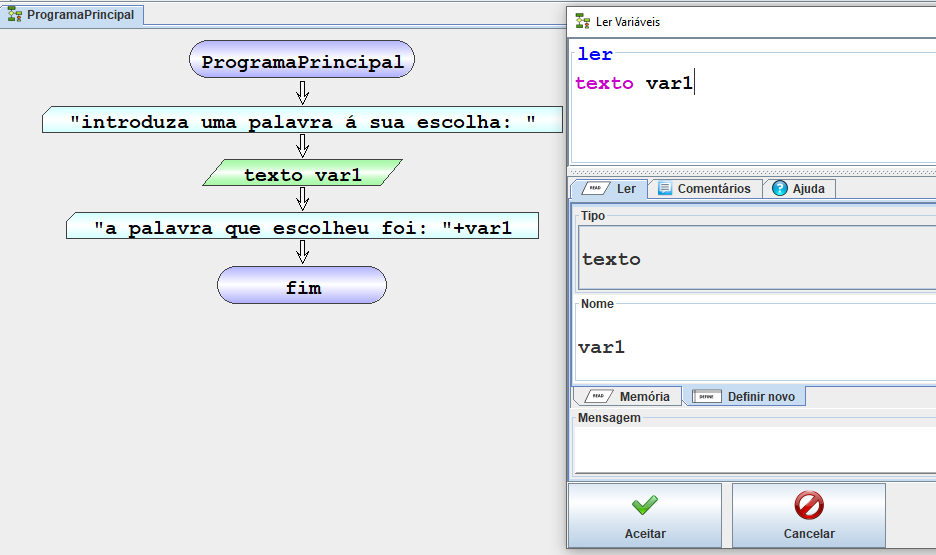 ProgramaPrincipal
ProgramaPrincipal
"introduza uma palavra á sua escolha: "
texto var1
"a palavra que escolheu foi: "+var1
fim
Ler Variáveis
ler
texto var1
READ Ler Comentários ? Ajuda
Tipo
texto
Nome
var1
READ Memória DEFINE Definir novo
Mensagem
Aceitar Cancelar